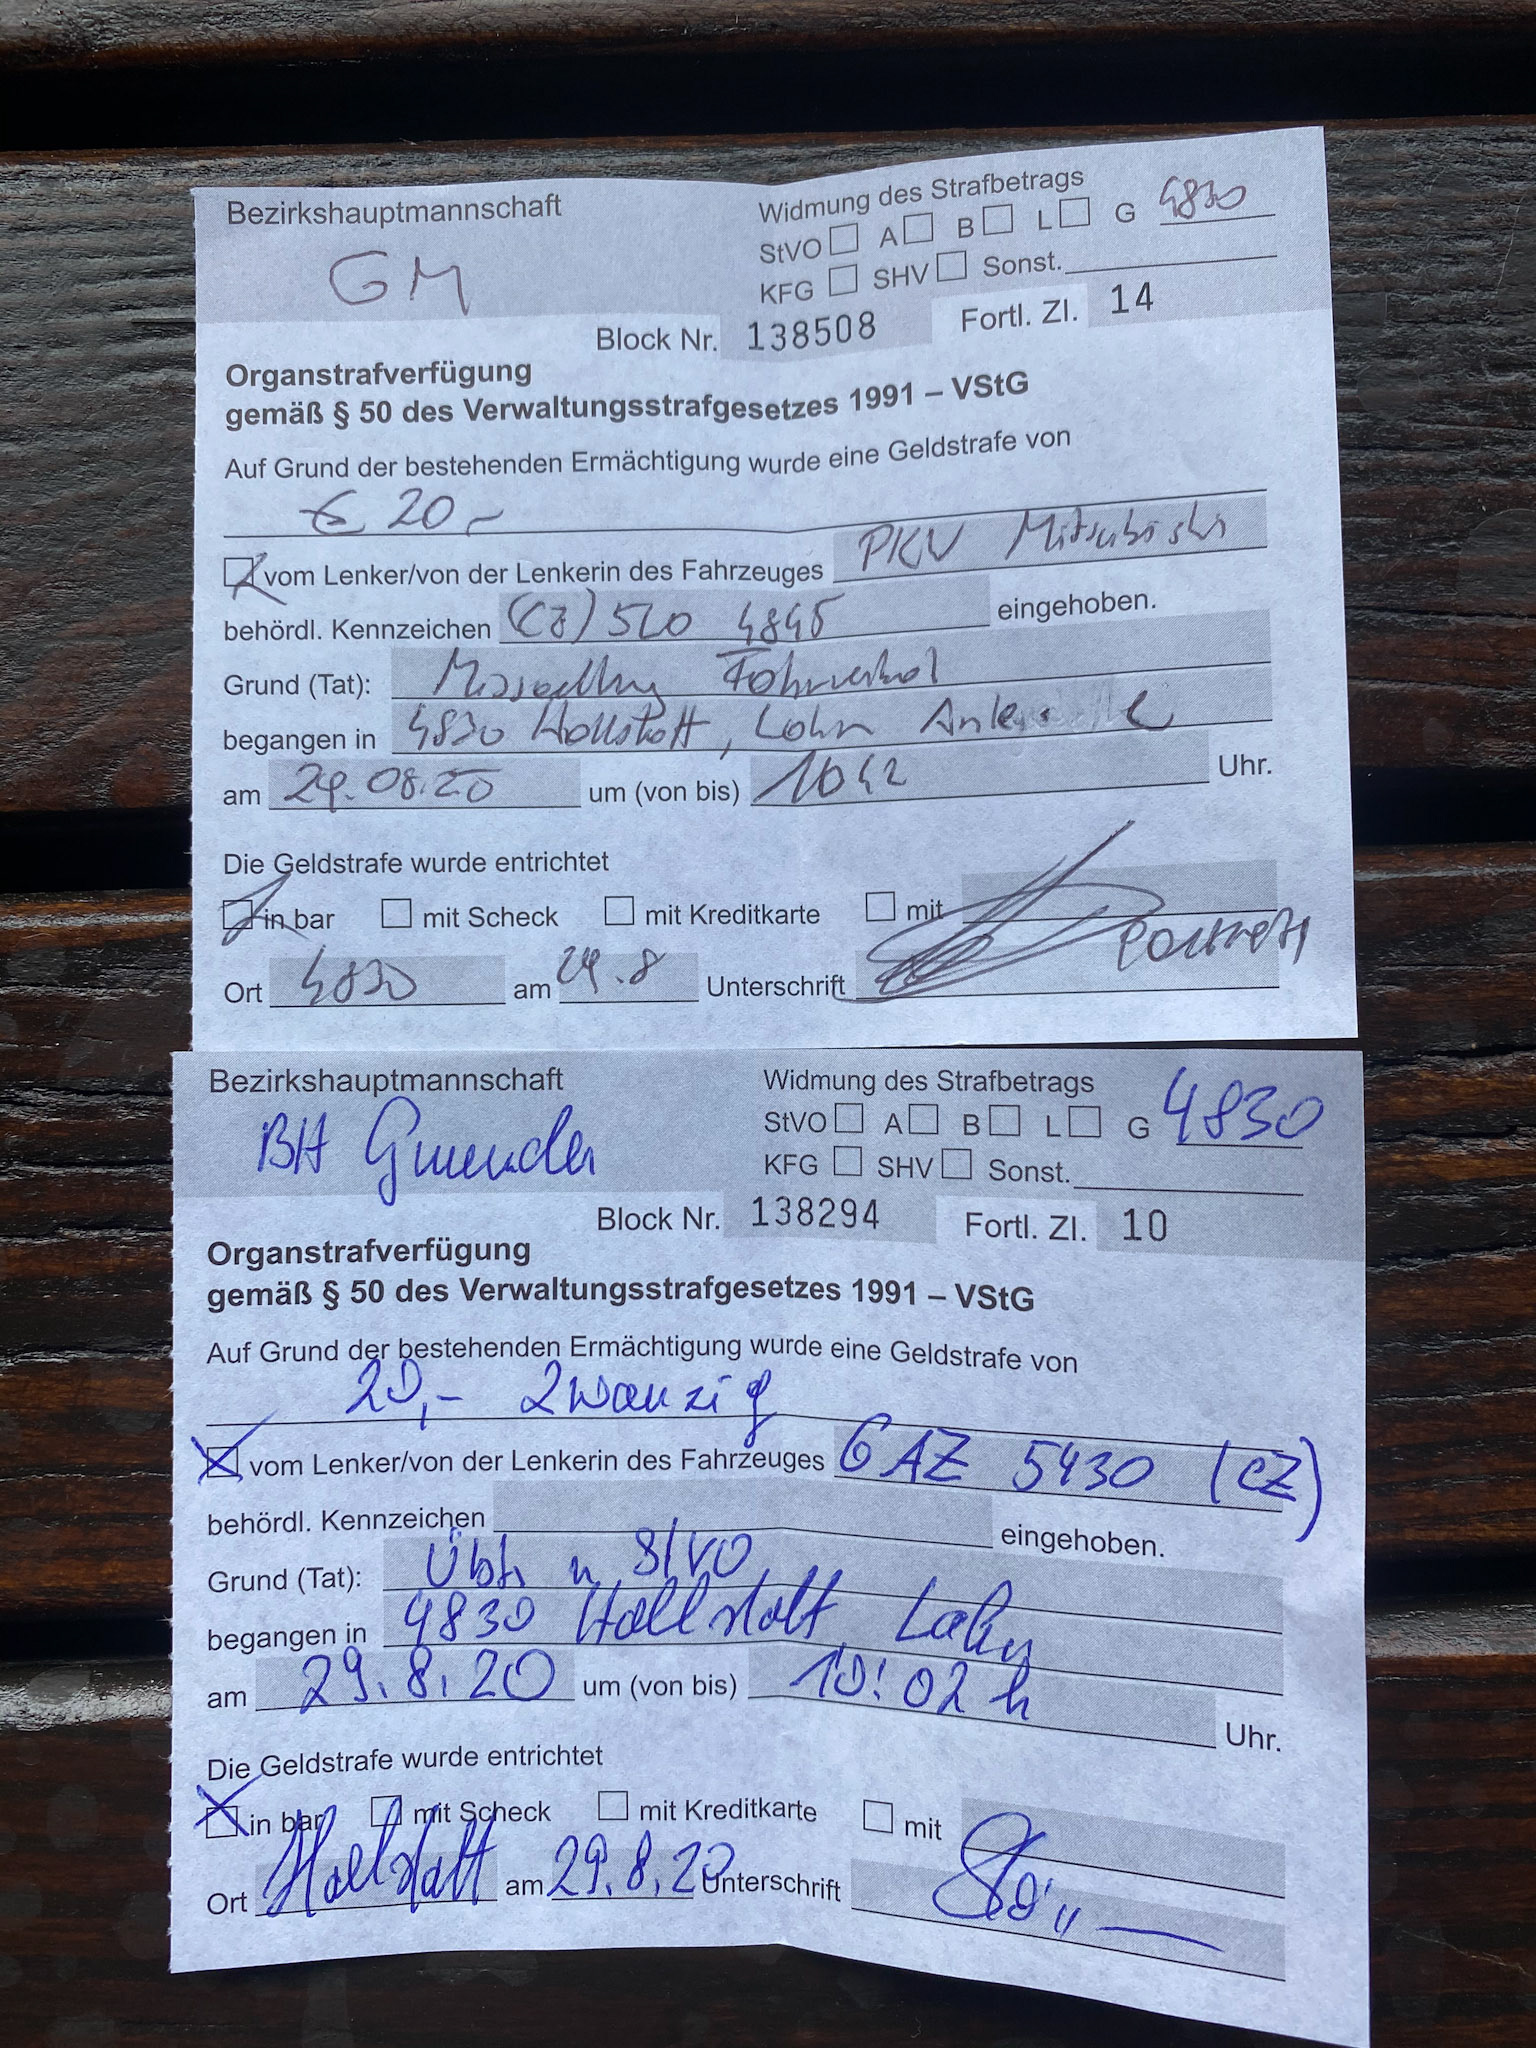 Bezirkshauptmannschaft
GM
Widmung des Strafbetrags
StVO A B L G 4830
KFG SHV Sonst.
Block Nr. 138508 Fortl. Zl. 14
Organstrafverfügung
gemäß § 50 des Verwaltungsstrafgesetzes 1991 – VStG
Auf Grund der bestehenden Ermächtigung wurde eine Geldstrafe von
€ 20,-
vom Lenker/von der Lenkerin des Fahrzeuges PKW Mitsubishi
behördl. Kennzeichen (CZ) 5L0 4845 eingehoben.
Grund (Tat): Missachtung Fahrverbot
begangen in 4830 Hallstatt, Lahn
am 29.08.20 um (von bis) 1042 Uhr.
Die Geldstrafe wurde entrichtet
in bar mit Scheck mit Kreditkarte mit
Ort 4830 am 29.8 Unterschrift
Bezirkshauptmannschaft
BH Gmunden
Widmung des Strafbetrags
StVO A B L G 4830
KFG SHV Sonst.
Block Nr. 138294 Fortl. Zl. 10
Organstrafverfügung
gemäß § 50 des Verwaltungsstrafgesetzes 1991 – VStG
Auf Grund der bestehenden Ermächtigung wurde eine Geldstrafe von
20,- Zwanzig
vom Lenker/von der Lenkerin des Fahrzeuges 6AZ 5430 (CZ)
behördl. Kennzeichen eingehoben.
Grund (Tat): StVO
begangen in 4830 Hallstatt Lahn
am 29.8.20 um (von bis) 10:02 h Uhr.
Die Geldstrafe wurde entrichtet
in bar mit Scheck mit Kreditkarte mit
Ort Hallstatt am 29.8.20 Unterschrift